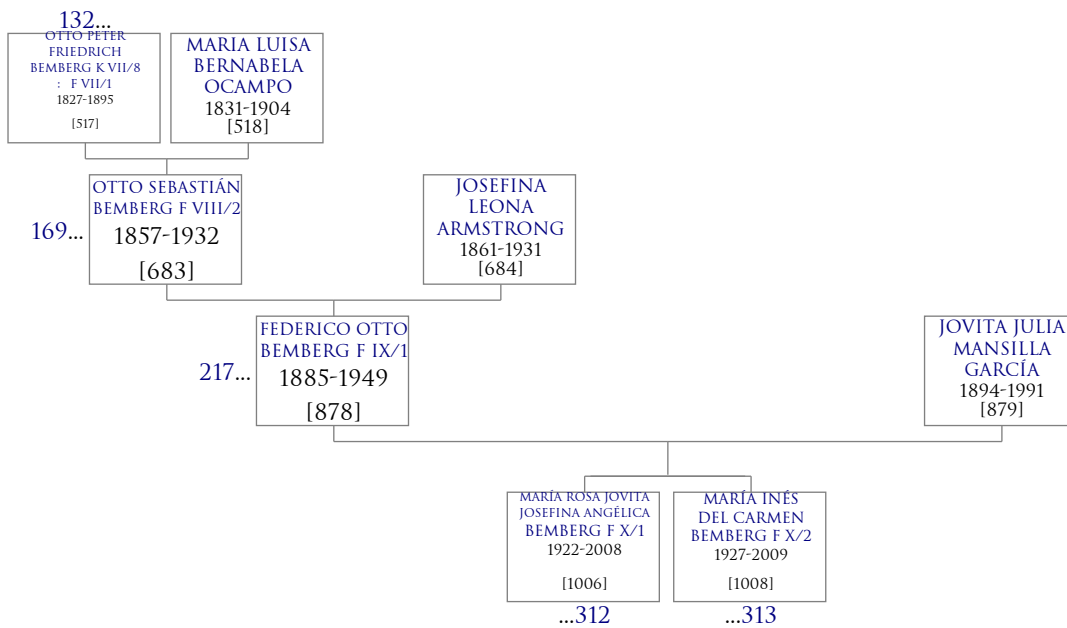 132...
OTTO PETER
FRIEDRICH
BEMBERG K VII/8
: F VII/1
1827-1895
[517]
MARIA LUISA
BERNABELA
OCAMPO
1831-1904
[518]
169...
OTTO SEBASTIÁN
BEMBERG F VIII/2
1857-1932
[683]
JOSEFINA
LEONA
ARMSTRONG
1861-1931
[684]
217...
FEDERICO OTTO
BEMBERG F IX/1
1885-1949
[878]
JOVITA JULIA
MANSILLA
GARCÍA
1894-1991
[879]
MARÍA ROSA JOVITA
JOSEFINA ANGÉLICA
BEMBERG F X/1
1922-2008
[1006]
...312
MARÍA INÉS
DEL CARMEN
BEMBERG F X/2
1927-2009
[1008]
...313